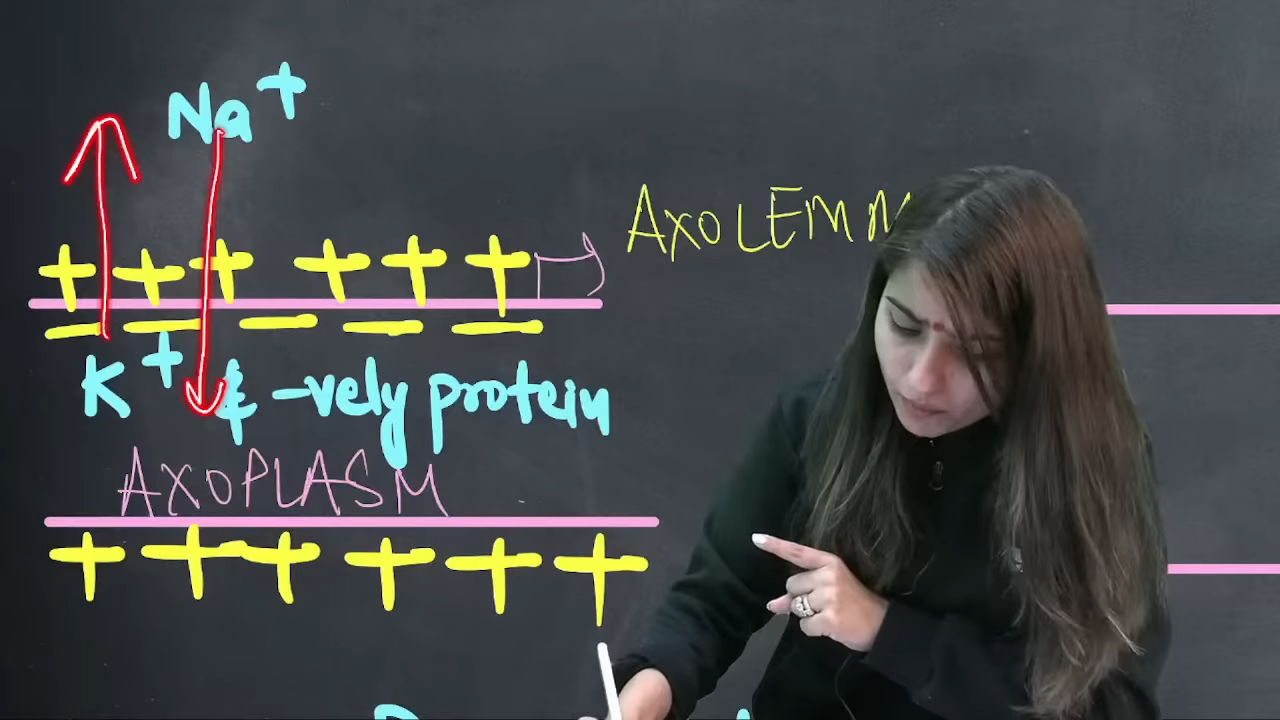 Na+
AXOLEMM
+ + + + + +
− − − − −
K+ & -vely protein
AXOPLASM
+ + + + + +